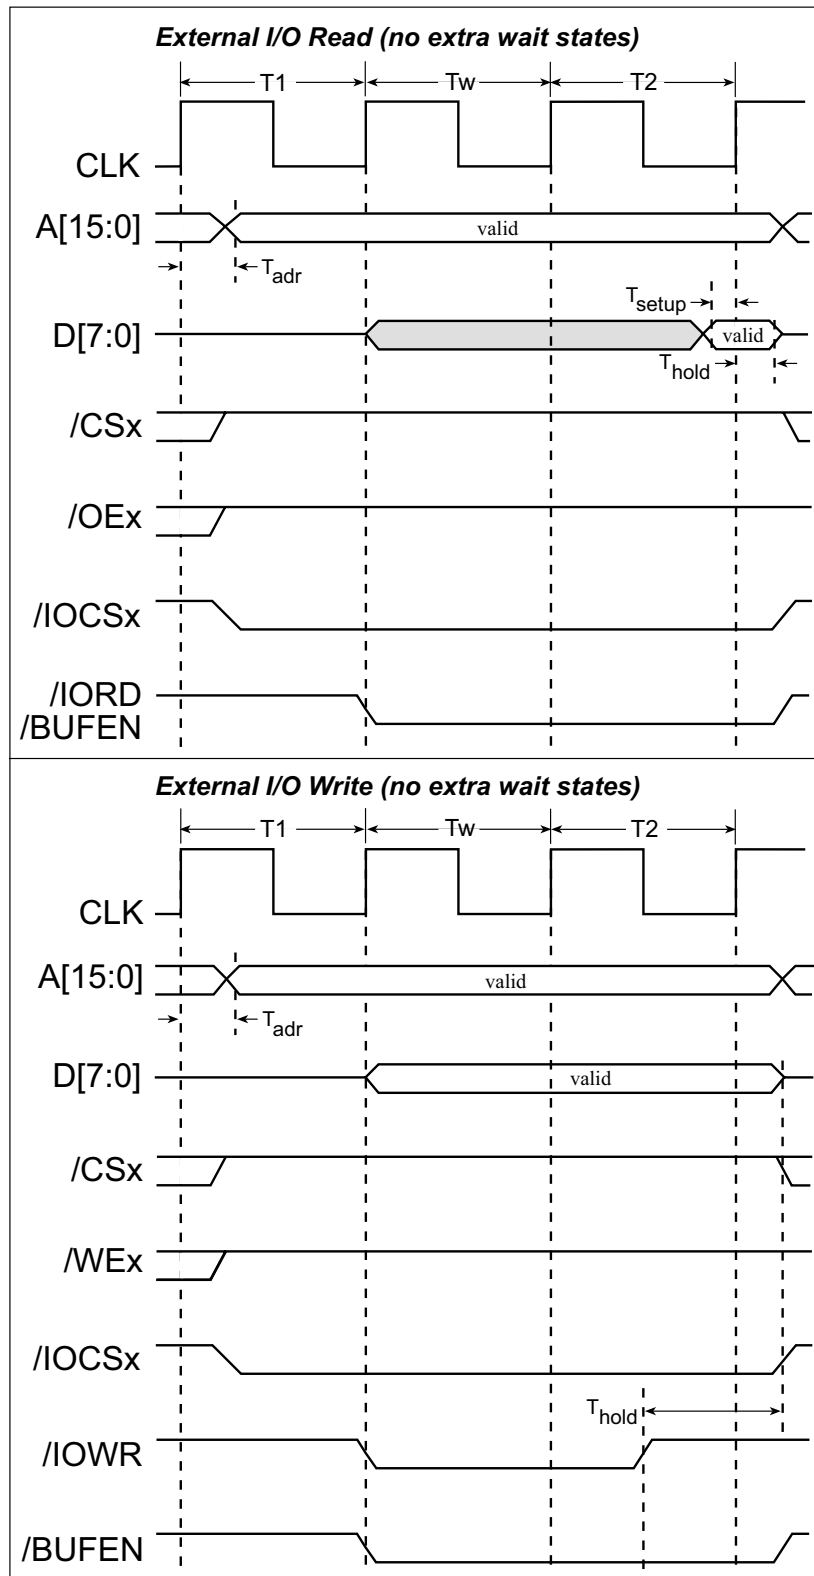 External I/O Read (no extra wait states)
T1 Tw T2
CLK
A[15:0] valid
Tadr
Tsetup
D[7:0] valid
Thold
/CSx
/OEx
/IOCSx
/IORD
/BUFEN
External I/O Write (no extra wait states)
T1 Tw T2
CLK
A[15:0] valid
Tadr
D[7:0] valid
/CSx
/WEx
/IOCSx
Thold
/IOWR
/BUFEN